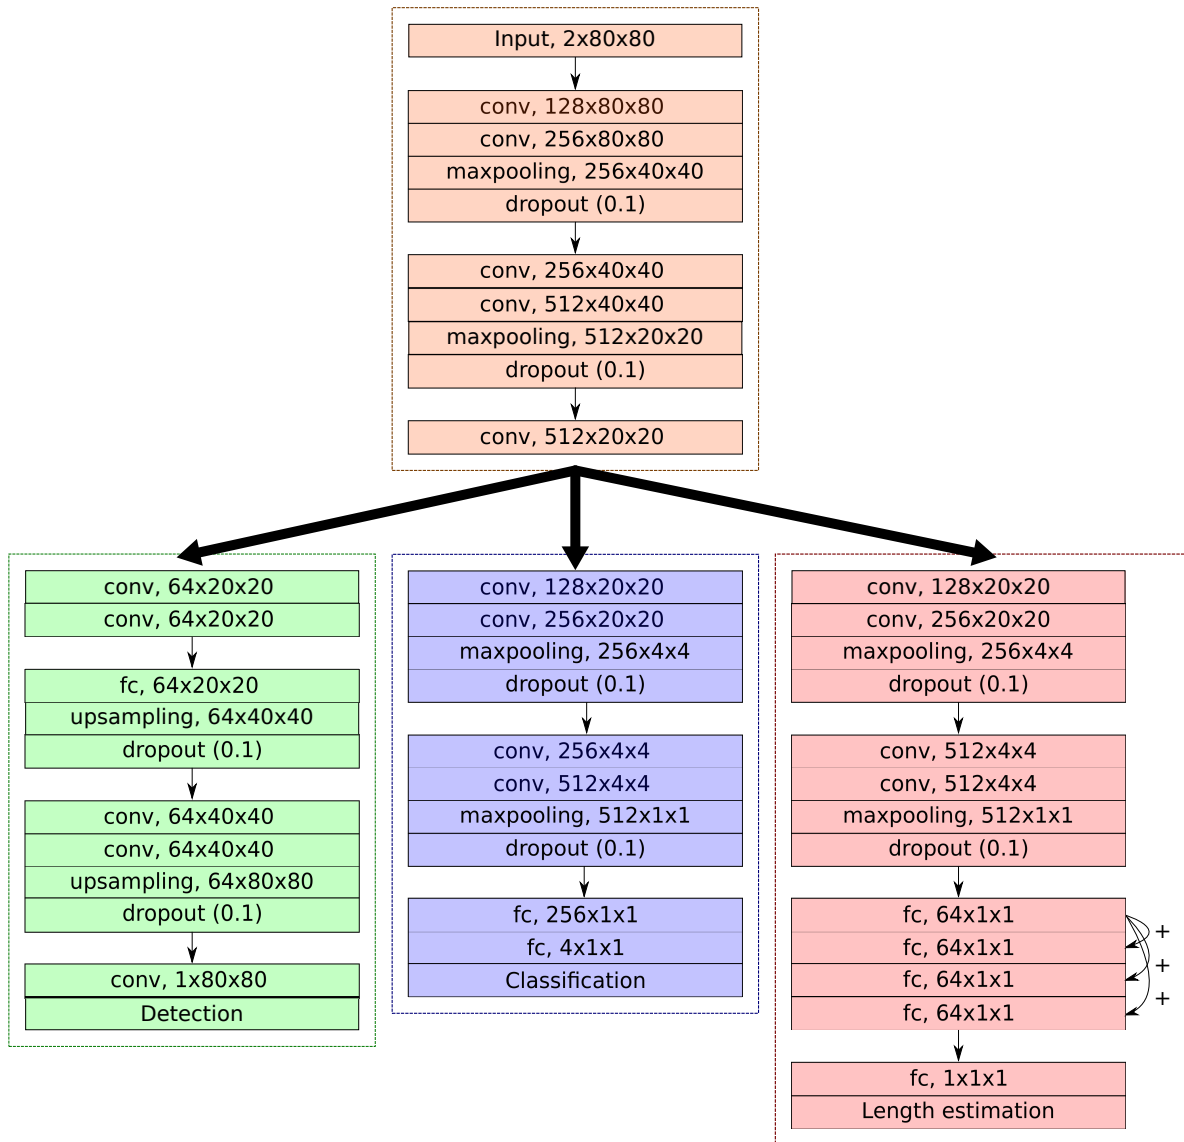 Input, 2x80x80
conv, 128x80x80
conv, 256x80x80
maxpooling, 256x40x40
dropout (0.1)
conv, 256x40x40
conv, 512x40x40
maxpooling, 512x20x20
dropout (0.1)
conv, 512x20x20
conv, 64x20x20
conv, 64x20x20
fc, 64x20x20
upsampling, 64x40x40
dropout (0.1)
conv, 64x40x40
conv, 64x40x40
upsampling, 64x80x80
dropout (0.1)
conv, 1x80x80
Detection
conv, 128x20x20
conv, 256x20x20
maxpooling, 256x4x4
dropout (0.1)
conv, 256x4x4
conv, 512x4x4
maxpooling, 512x1x1
dropout (0.1)
fc, 256x1x1
fc, 4x1x1
Classification
conv, 128x20x20
conv, 256x20x20
maxpooling, 256x4x4
dropout (0.1)
conv, 512x4x4
conv, 512x4x4
maxpooling, 512x1x1
dropout (0.1)
fc, 64x1x1
+
fc, 64x1x1
+
fc, 64x1x1
+
fc, 64x1x1
fc, 1x1x1
Length estimation